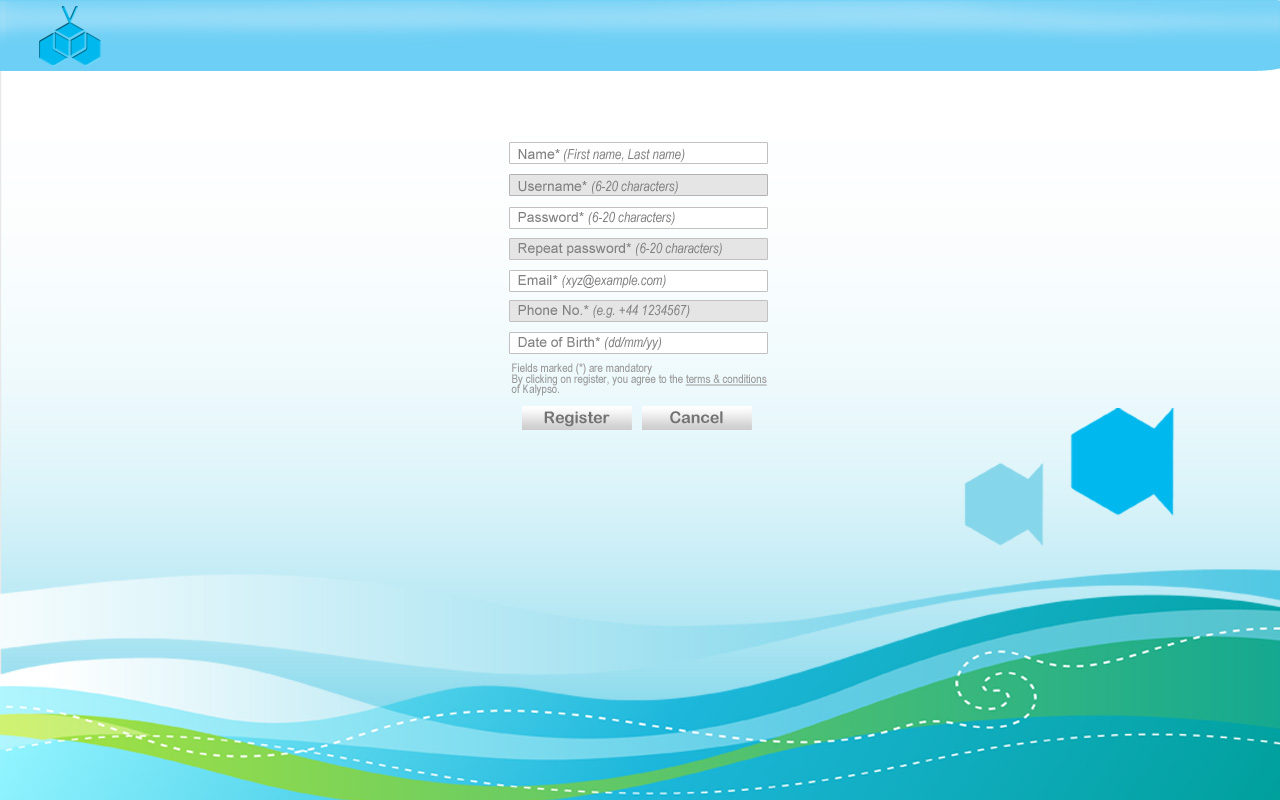 Name* (First name, Last name)
Username* (6-20 characters)
Password* (6-20 characters)
Repeat password* (6-20 characters)
Email* (xyz@example.com)
Phone No.* (e.g. +44 1234567)
Date of Birth* (dd/mm/yy)
Fields marked (*) are mandatory
By clicking on register, you agree to the terms & conditions
of Kalypso.
Register Cancel